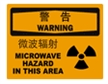 警告
WARNING
微波辐射
MICROWAVE
HAZARD
IN THIS AREA